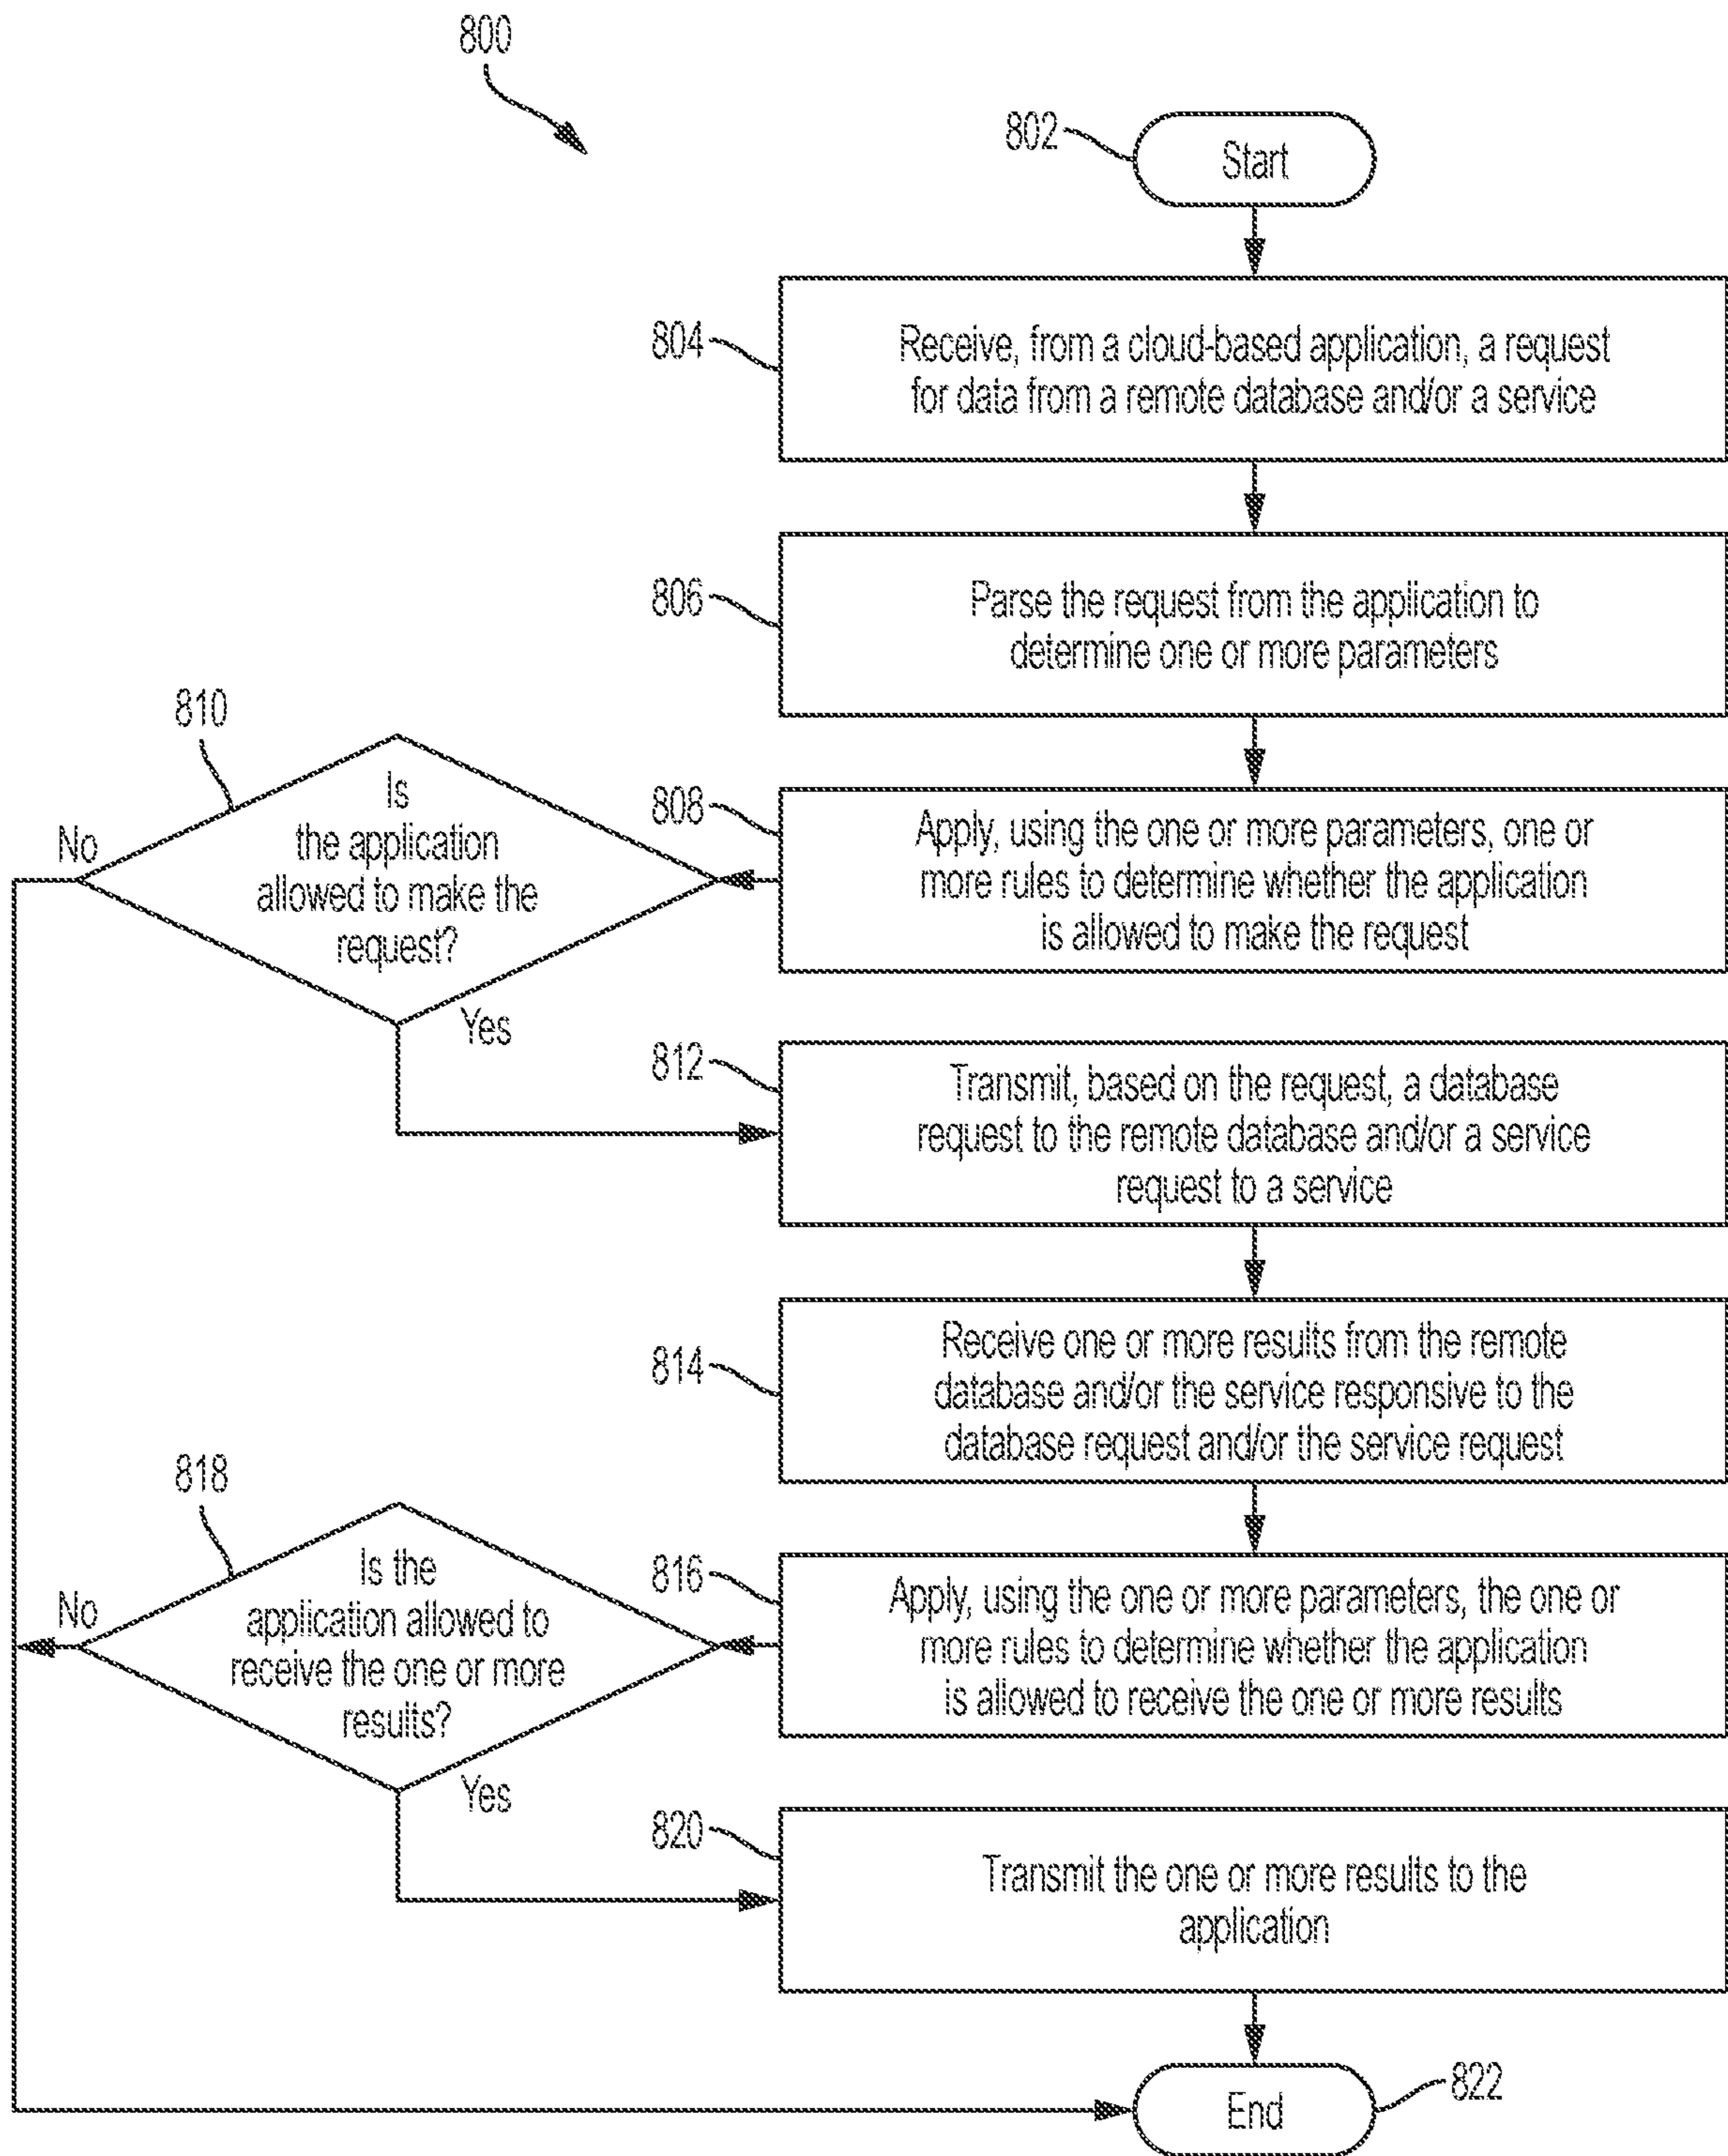 800
802
Start
804
Receive, from a cloud-based application, a request
for data from a remote database and/or a service
806
Parse the request from the application to
determine one or more parameters
808
Apply, using the one or more parameters, one or
more rules to determine whether the application
is allowed to make the request
810
Is
the application
allowed to make the
request?
No
Yes
812
Transmit, based on the request, a database
request to the remote database and/or a service
request to a service
814
Receive one or more results from the remote
database and/or the service responsive to the
database request and/or the service request
816
Apply, using the one or more parameters, the one or
more rules to determine whether the application
is allowed to receive the one or more results
818
Is the
application allowed to
receive the one or more
results?
No
Yes
820
Transmit the one or more results to the
application
End
822